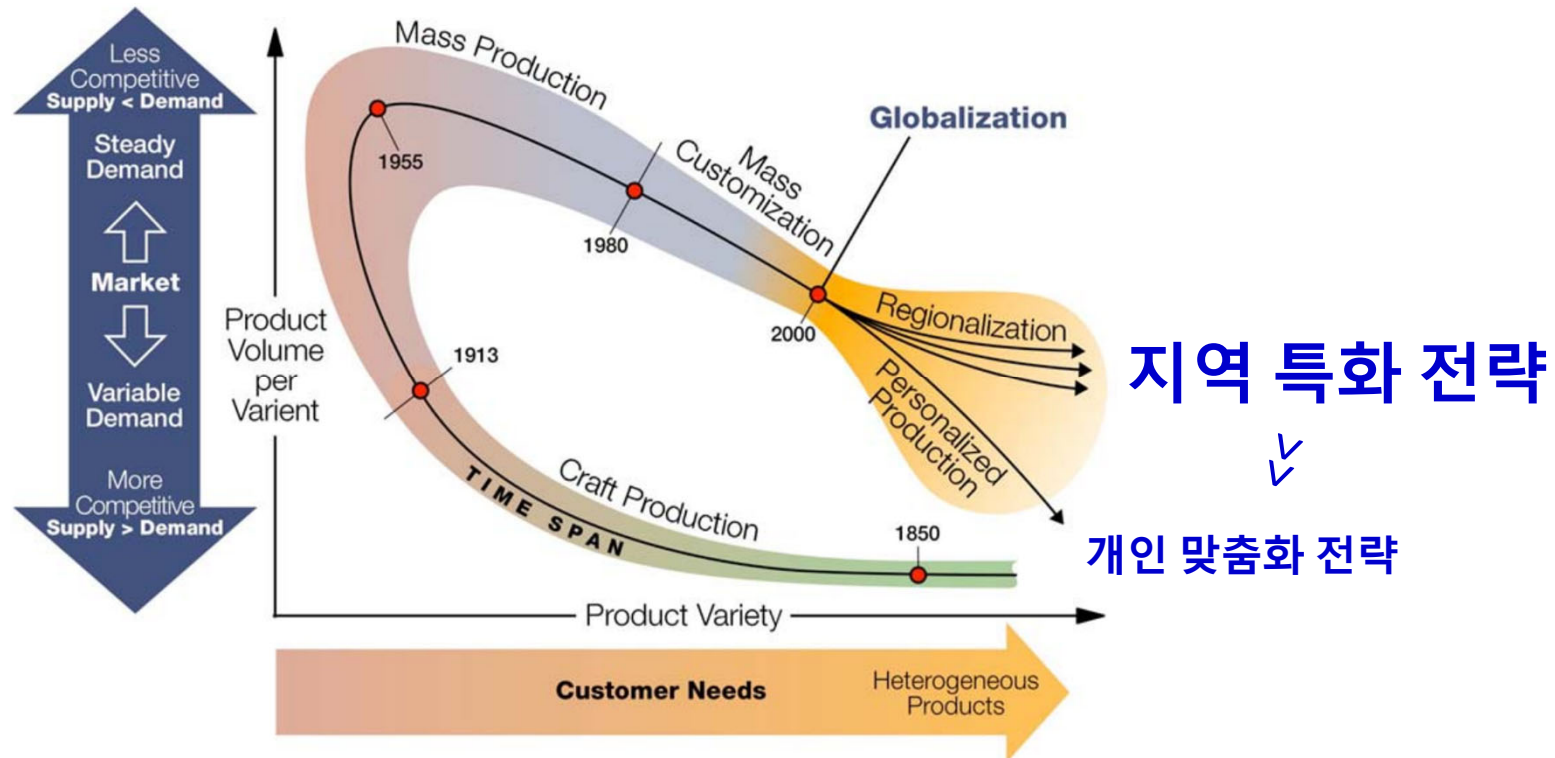 Less
Competitive
Supply < Demand
Steady
Demand
Market
Variable
Demand
More
Competitive
Supply > Demand
Product
Volume
per
Varient
Mass Production
1955
1980
Mass
Customization
Globalization
2000
Regionalization
Personalized
Production
1913
TIME SPAN
Craft Production
1850
Product Variety
Customer Needs
Heterogeneous
Products
지역 특화 전략
>>
개인 맞춤화 전략